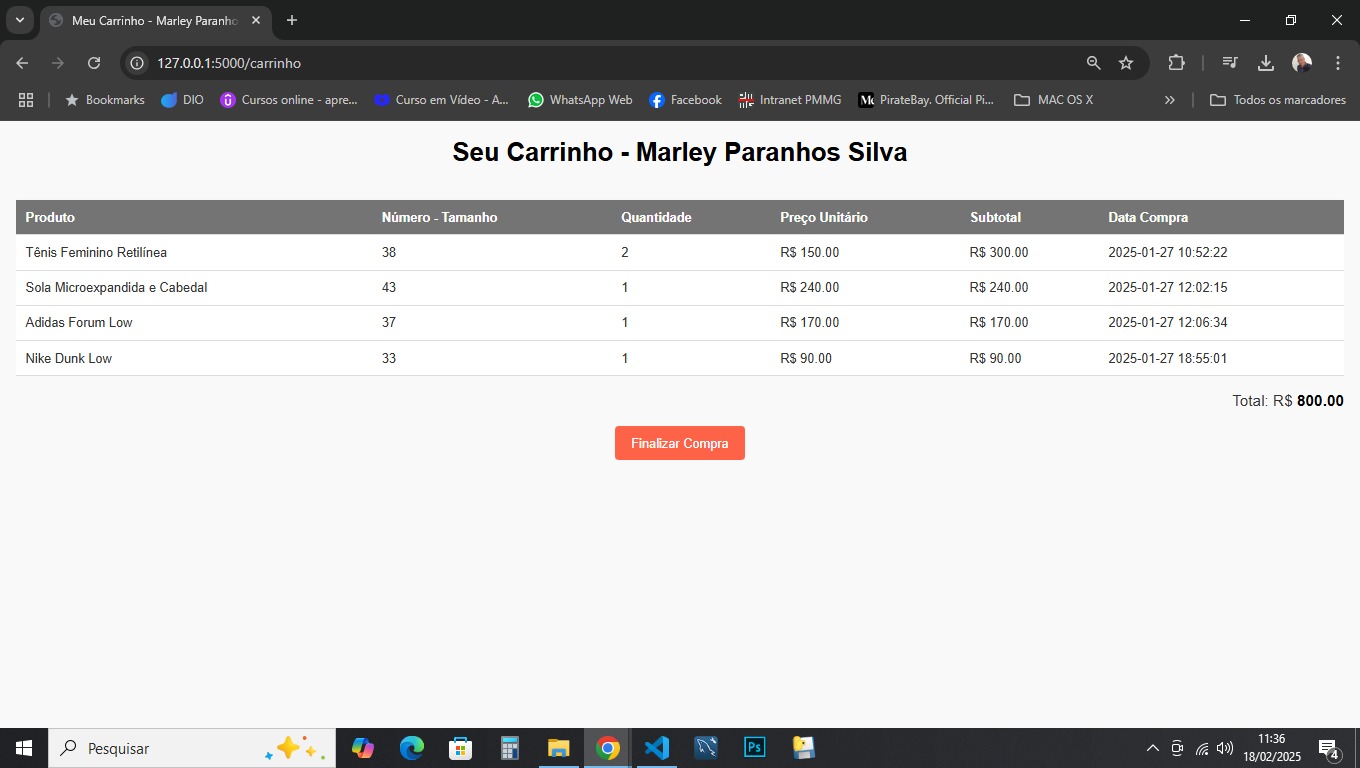 Meu Carrinho - Marley Paranho
127.0.0.1:5000/carrinho
Bookmarks DIO Cursos online - apre... Curso em Vídeo - A... WhatsApp Web Facebook Intranet PMMG PirateBay. Official Pi... MAC OS X Todos os marcadores
Seu Carrinho - Marley Paranhos Silva
Produto Número - Tamanho Quantidade Preço Unitário Subtotal Data Compra
Tênis Feminino Retilínea 38 2 R$ 150.00 R$ 300.00 2025-01-27 10:52:22
Sola Microexpandida e Cabedal 43 1 R$ 240.00 R$ 240.00 2025-01-27 12:02:15
Adidas Forum Low 37 1 R$ 170.00 R$ 170.00 2025-01-27 12:06:34
Nike Dunk Low 33 1 R$ 90.00 R$ 90.00 2025-01-27 18:55:01
Total: R$ 800.00
Finalizar Compra
Pesquisar Ps 11:36
18/02/2025 4